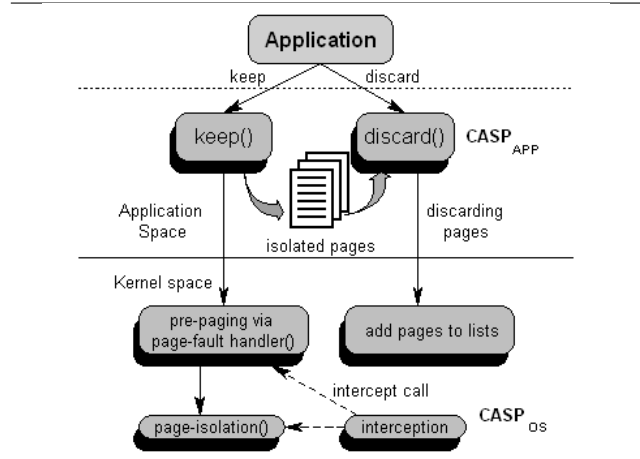 Application
keep
discard
keep()
discard()
CASP APP
Application
Space
isolated pages
discarding
pages
Kernel space
pre-paging via
page-fault handler()
add pages to lists
intercept call
page-isolation()
interception
CASP OS